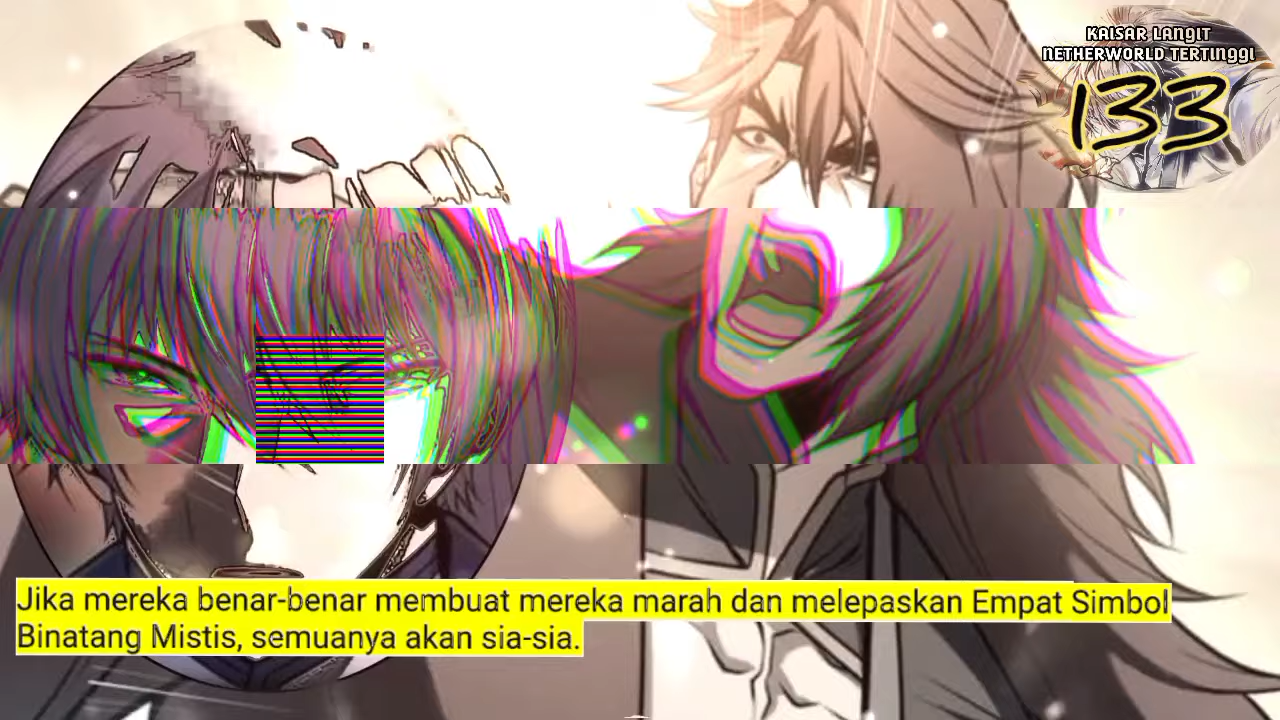 KAISAR LANGIT
NETHERWORLD TERTINGGI
133
Jika mereka benar-benar membuat mereka marah dan melepaskan Empat Simbol
Binatang Mistis, semuanya akan sia-sia.